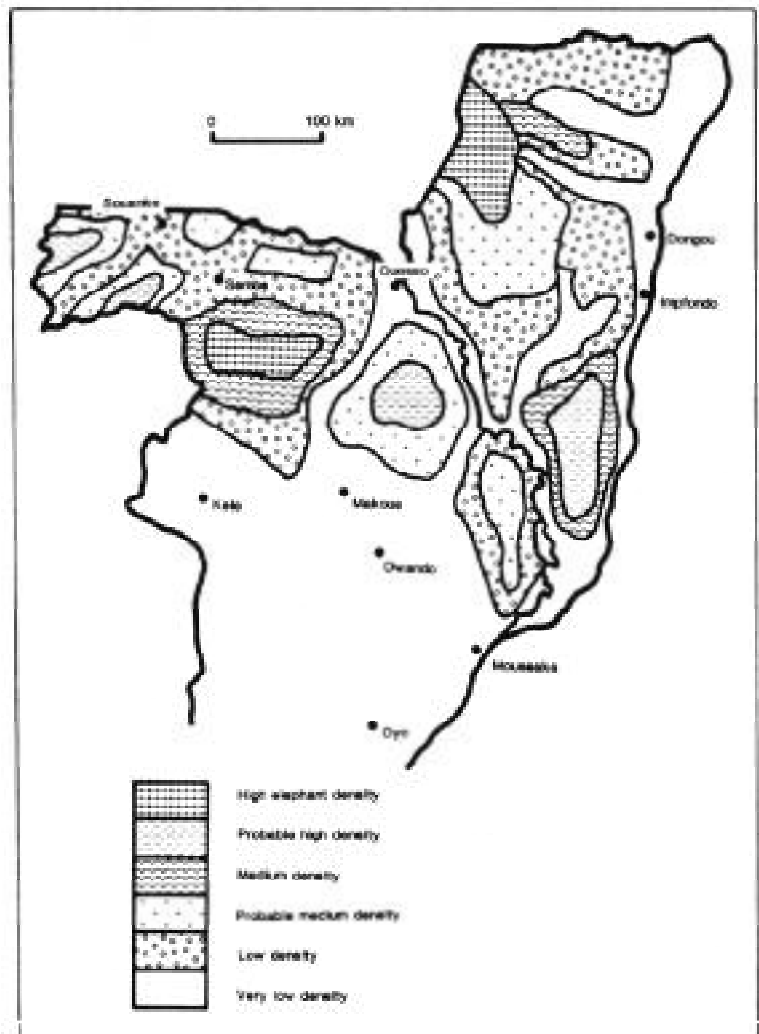 0 100 km
Souanke
Dongou
Ouesso
Sembe
Impfondo
Kelle
Makoua
Owando
Mossaka
Oyo
High elephant density
Probable high density
Medium density
Probable medium density
Low density
Very low density